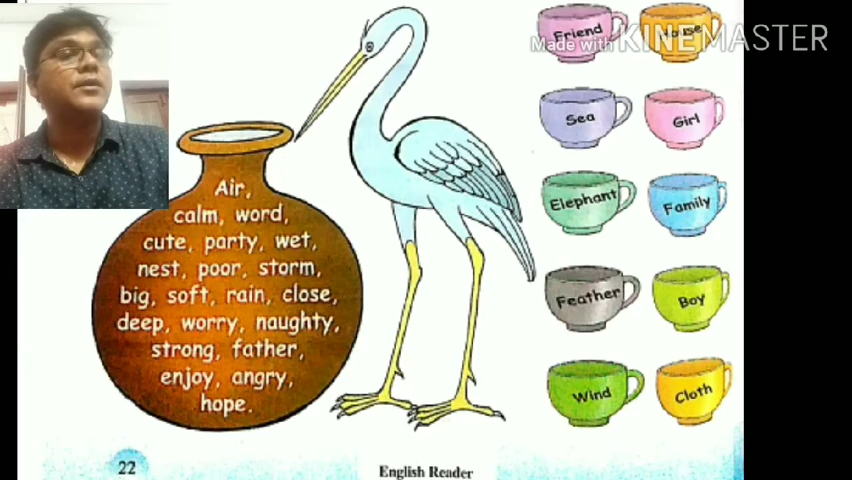 Friend
House
Made with KINEMASTER
Sea
Girl
Air,
calm, word,
cute, party, wet,
nest, poor, storm,
big, soft, rain, close,
deep, worry, naughty,
strong, father,
enjoy, angry,
hope.
Elephant
Family
Feather
Boy
Wind
Cloth
22
English Reader